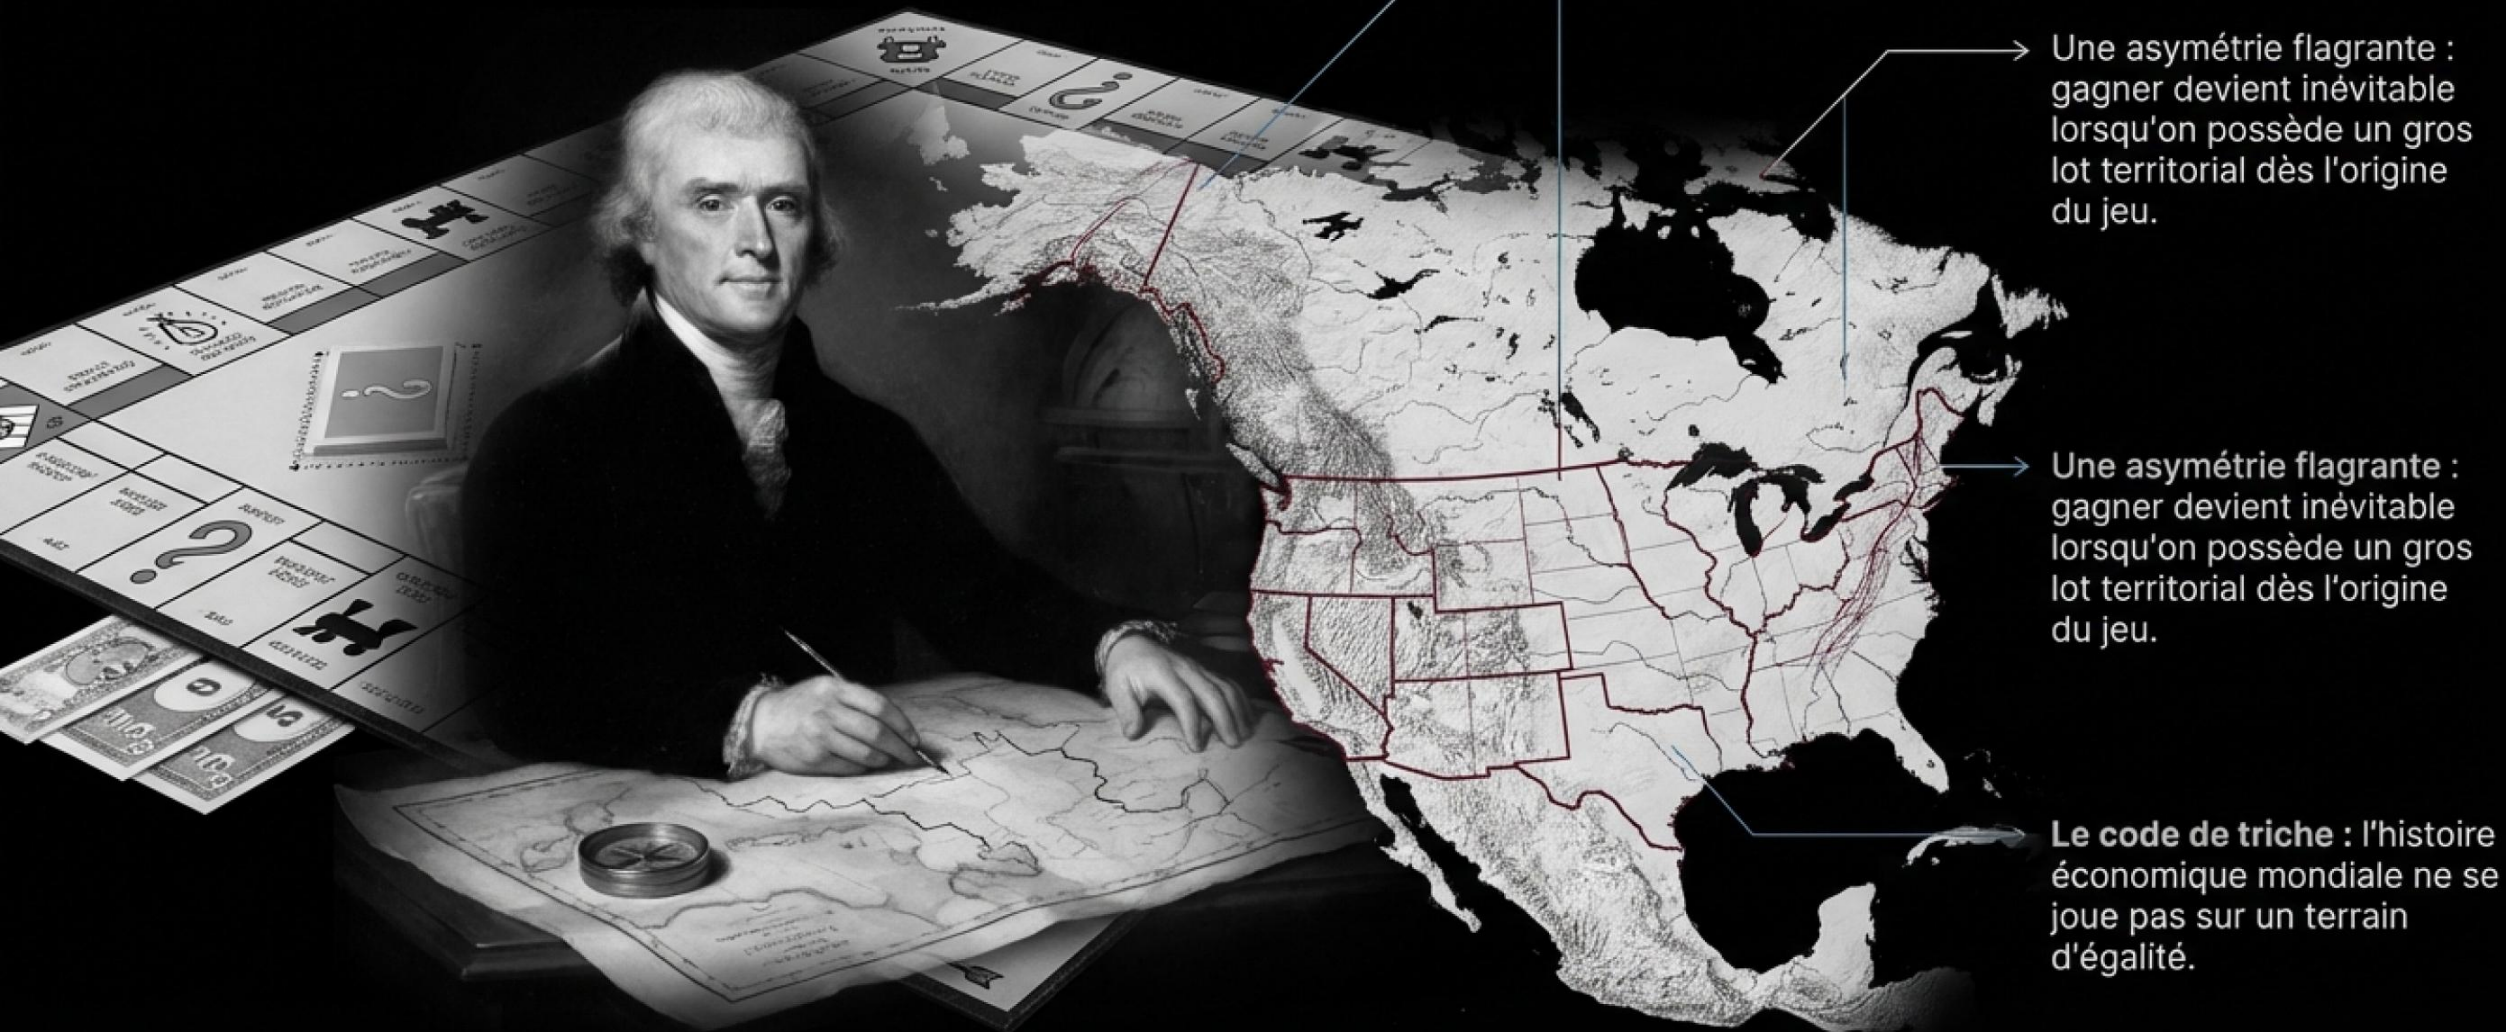 Une asymétrie flagrante :
gagner devient inévitable
lorsqu'on possède un gros
lot territorial dès l'origine
du jeu.
Une asymétrie flagrante :
gagner devient inévitable
lorsqu'on possède un gros
lot territorial dès l'origine
du jeu.
Le code de triche : l'histoire
économique mondiale ne se
joue pas sur un terrain
d'égalité.